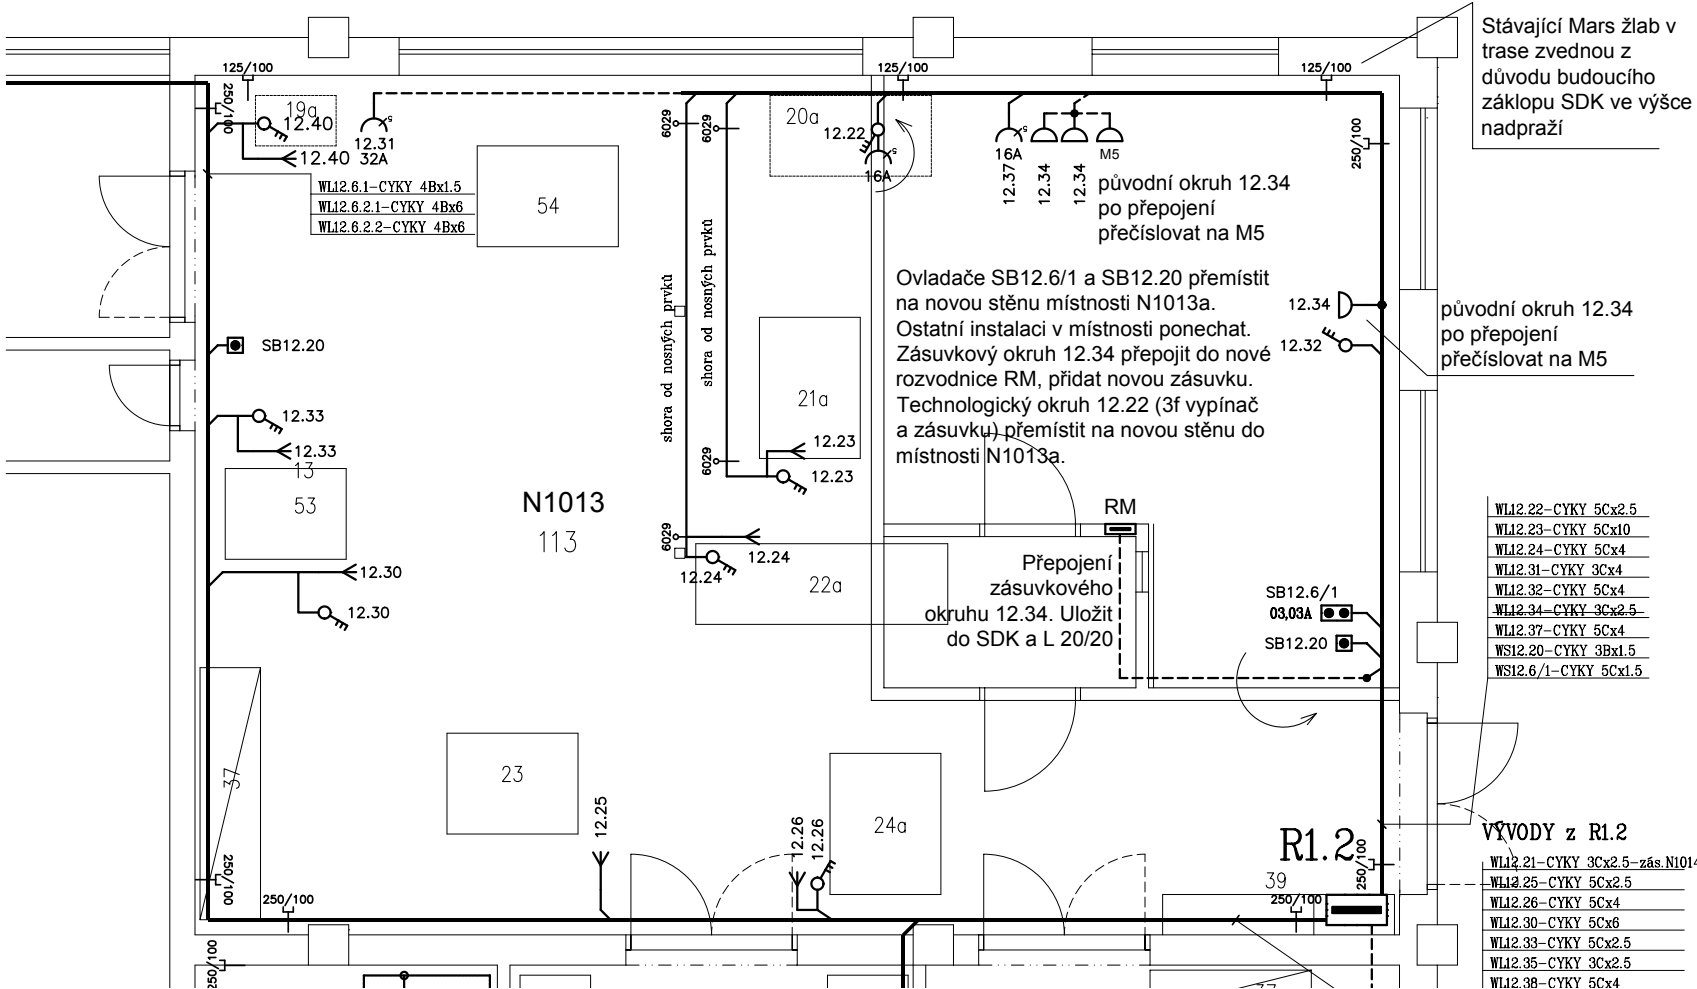 Stávající Mars žlab v
trase zvednou z
důvodu budoucího
záklopu SDK ve výšce
nadpraží
125/100
125/100
125/100
250/100
250/100
19a
12.40
12.40
12.31
32A
5
6029
6029
20a
12.22
16A
5
16A
5
12.37
12.34
12.34
M5
původní okruh 12.34
po přepojení
přečíslovat na M5
WL12.6.1-CYKY 4Bx1.5
WL12.6.2.1-CYKY 4Bx6
WL12.6.2.2-CYKY 4Bx6
54
shora od nosných prvků
shora od nosných prvků
Ovladače SB12.6/1 a SB12.20 přemístit
na novou stěnu místnosti N1013a.
Ostatní instalaci v místnosti ponechat.
Zásuvkový okruh 12.34 přepojit do nové
rozvodnice RM, přidat novou zásuvku.
Technologický okruh 12.22 (3f vypínač
a zásuvku) přemístit na novou stěnu do
místnosti N1013a.
12.34
12.32
původní okruh 12.34
po přepojení
přečíslovat na M5
SB12.20
12.33
12.33
13
53
21a
12.23
12.23
6029
6029
N1013
113
12.24
12.24
22a
12.30
12.30
RM
Přepojení
zásuvkového
okruhu 12.34. Uložit
do SDK a L 20/20
SB12.6/1
03,03A
SB12.20
WL12.22-CYKY 5Cx2.5
WL12.23-CYKY 5Cx10
WL12.24-CYKY 5Cx4
WL12.31-CYKY 3Cx4
WL12.32-CYKY 5Cx4
WL12.34-CYKY 3Cx2.5
WL12.37-CYKY 5Cx4
WS12.20-CYKY 3Bx1.5
WS12.6/1-CYKY 5Cx1.5
37
23
12.25
12.26
12.26
24a
R1.2
39
250/100
250/100
250/100
250/100
250/100
VÝVODY z R1.2
WL12.21-CYKY 3Cx2.5-zás.N1014
WL12.25-CYKY 5Cx2.5
WL12.26-CYKY 5Cx4
WL12.30-CYKY 5Cx6
WL12.33-CYKY 5Cx2.5
WL12.35-CYKY 3Cx2.5
WL12.38-CYKY 5Cx4
37